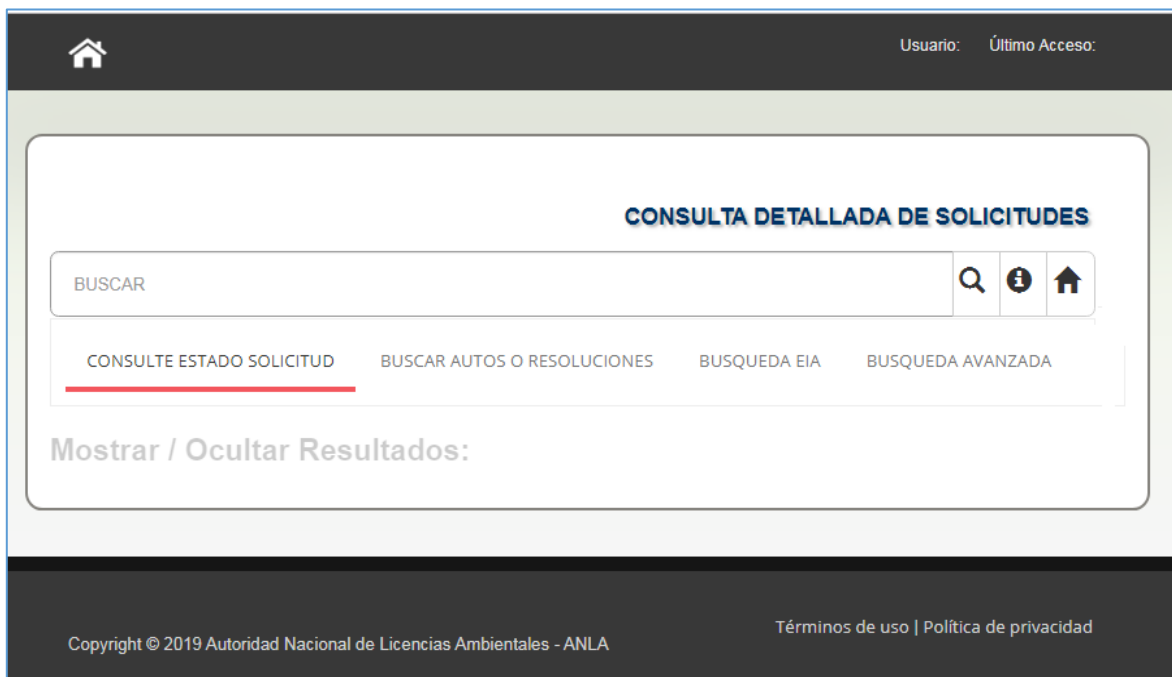 Usuario: Último Acceso:
CONSULTA DETALLADA DE SOLICITUDES
BUSCAR
CONSULTE ESTADO SOLICITUD BUSCAR AUTOS O RESOLUCIONES BUSQUEDA EIA BUSQUEDA AVANZADA
Mostrar / Ocultar Resultados:
Términos de uso | Política de privacidad
Copyright © 2019 Autoridad Nacional de Licencias Ambientales - ANLA